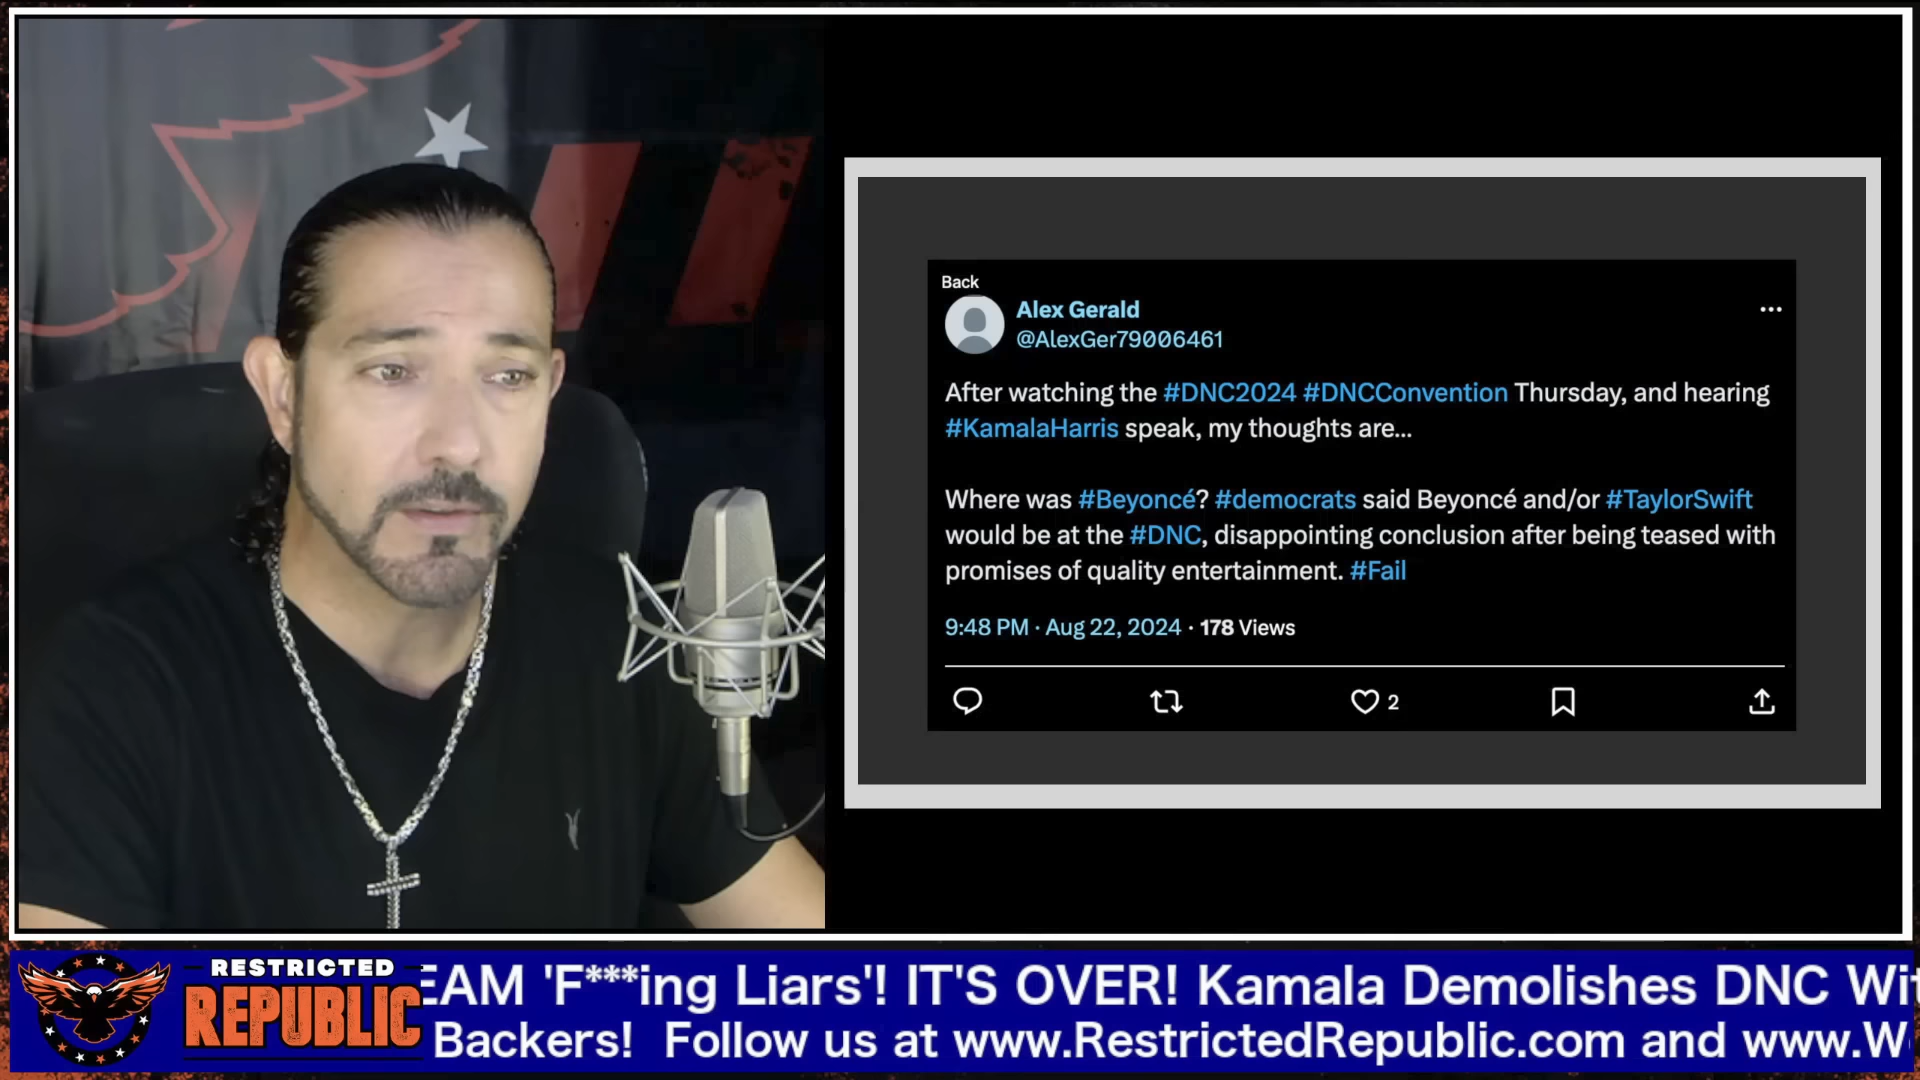 Back
Alex Gerald
@AlexGer79006461
After watching the #DNC2024 #DNCConvention Thursday, and hearing
#KamalaHarris speak, my thoughts are...
Where was #Beyoncé? #democrats said Beyoncé and/or #TaylorSwift
would be at the #DNC, disappointing conclusion after being teased with
promises of quality entertainment. #Fail
9:48 PM · Aug 22, 2024 · 178 Views
2
RESTRICTED
REPUBLIC
EAM 'F***ing Liars'! IT'S OVER! Kamala Demolishes DNC Wit
Backers! Follow us at www.RestrictedRepublic.com and www.W